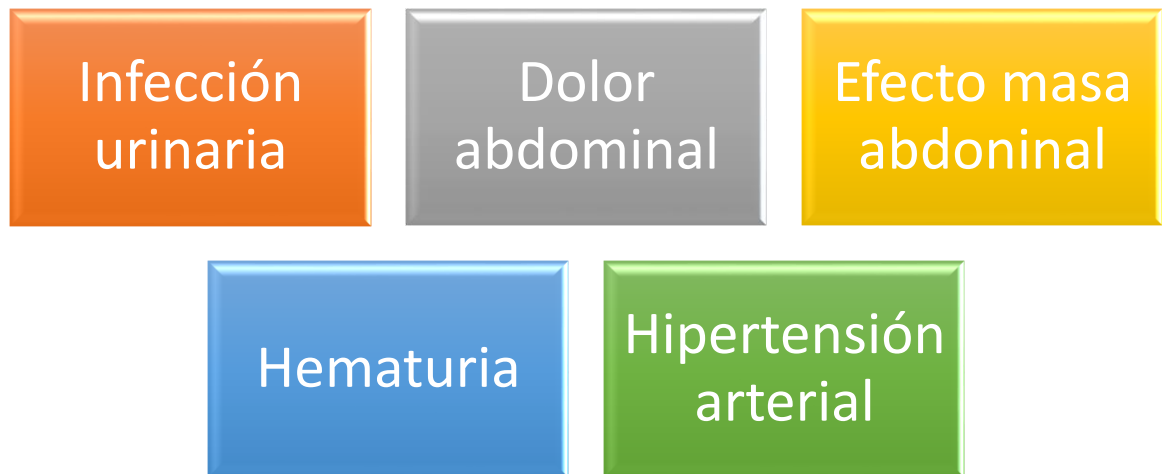 Infección
urinaria
Dolor
abdominal
Efecto masa
abdoninal
Hematuria
Hipertensión
arterial